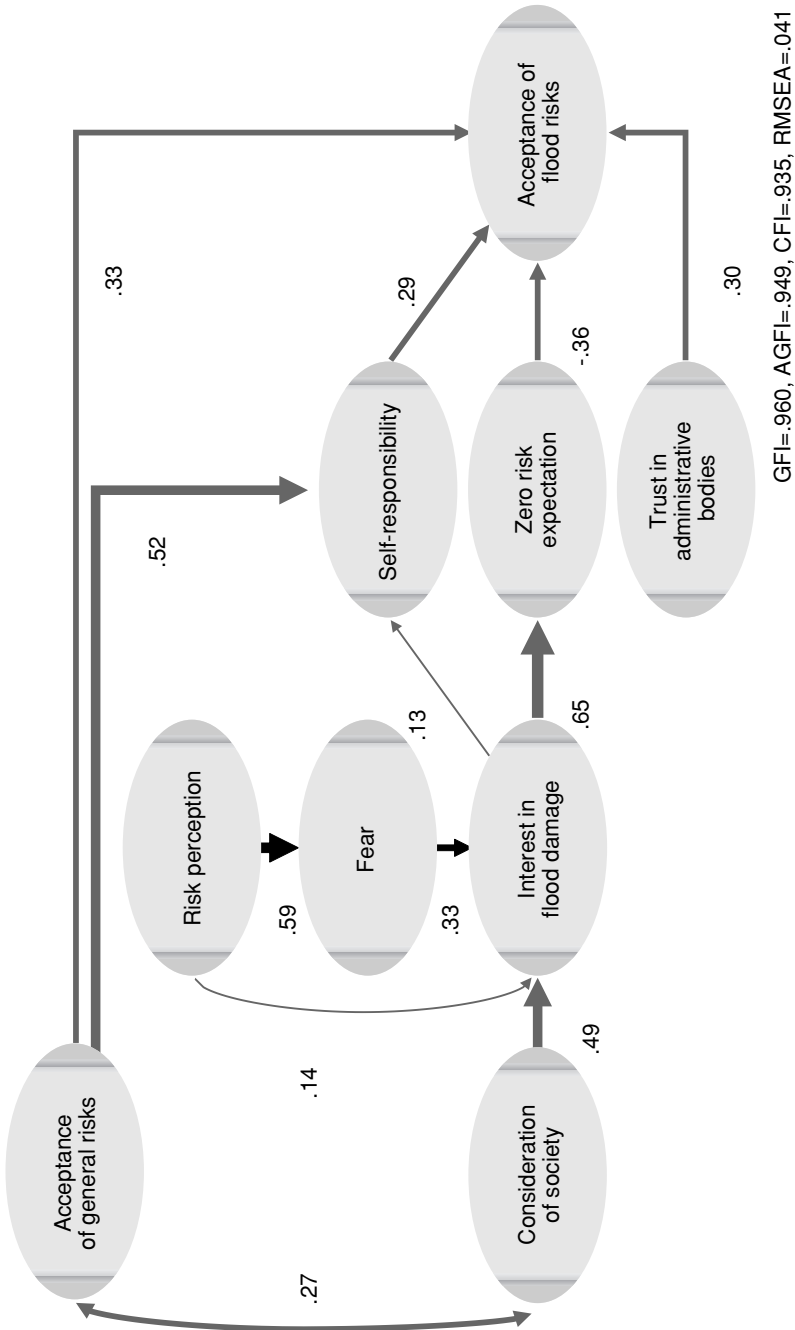 Acceptance
of general risks
.33
.52
Risk perception
.59
Fear
.33
.14
.27
Consideration
of society
.49
Interest in
flood damage
.13
.65
Self-responsibility
.29
Zero risk
expectation
-.36
Trust in
administrative
bodies
.30
Acceptance of
flood risks
GFI=.960, AGFI=.949, CFI=.935, RMSEA=.041